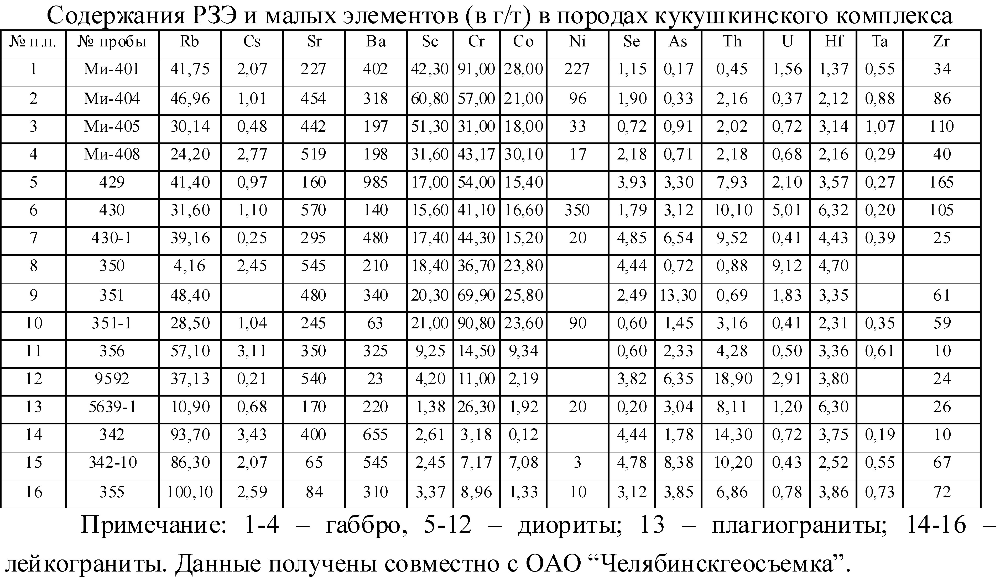 Содержания РЗЭ и малых элементов (в г/т) в породах кукушкинского комплекса
№ п.п. № пробы Rb Cs Sr Ba Sc Cr Co Ni Se As Th U Hf Ta Zr
1 Ми-401 41,75 2,07 227 402 42,30 91,00 28,00 227 1,15 0,17 0,45 1,56 1,37 0,55 34
2 Ми-404 46,96 1,01 454 318 60,80 57,00 21,00 96 1,90 0,33 2,16 0,37 2,12 0,88 86
3 Ми-405 30,14 0,48 442 197 51,30 31,00 18,00 33 0,72 0,91 2,02 0,72 3,14 1,07 110
4 Ми-408 24,20 2,77 519 198 31,60 43,17 30,10 17 2,18 0,71 2,18 0,68 2,16 0,29 40
5 429 41,40 0,97 160 985 17,00 54,00 15,40 3,93 3,30 7,93 2,10 3,57 0,27 165
6 430 31,60 1,10 570 140 15,60 41,10 16,60 350 1,79 3,12 10,10 5,01 6,32 0,20 105
7 430-1 39,16 0,25 295 480 17,40 44,30 15,20 20 4,85 6,54 9,52 0,41 4,43 0,39 25
8 350 4,16 2,45 545 210 18,40 36,70 23,80 4,44 0,72 0,88 9,12 4,70
9 351 48,40 480 340 20,30 69,90 25,80 2,49 13,30 0,69 1,83 3,35 61
10 351-1 28,50 1,04 245 63 21,00 90,80 23,60 90 0,60 1,45 3,16 0,41 2,31 0,35 59
11 356 57,10 3,11 350 325 9,25 14,50 9,34 0,60 2,33 4,28 0,50 3,36 0,61 10
12 9592 37,13 0,21 540 23 4,20 11,00 2,19 3,82 6,35 18,90 2,91 3,80 24
13 5639-1 10,90 0,68 170 220 1,38 26,30 1,92 20 0,20 3,04 8,11 1,20 6,30 26
14 342 93,70 3,43 400 655 2,61 3,18 0,12 4,44 1,78 14,30 0,72 3,75 0,19 10
15 342-10 86,30 2,07 65 545 2,45 7,17 7,08 3 4,78 8,38 10,20 0,43 2,52 0,55 67
16 355 100,10 2,59 84 310 3,37 8,96 1,33 10 3,12 3,85 6,86 0,78 3,86 0,73 72
Примечание: 1-4 – габбро, 5-12 – диориты; 13 – плагиограниты; 14-16 –
лейкограниты. Данные получены совместно с ОАО “Челябинскгеосъемка”.